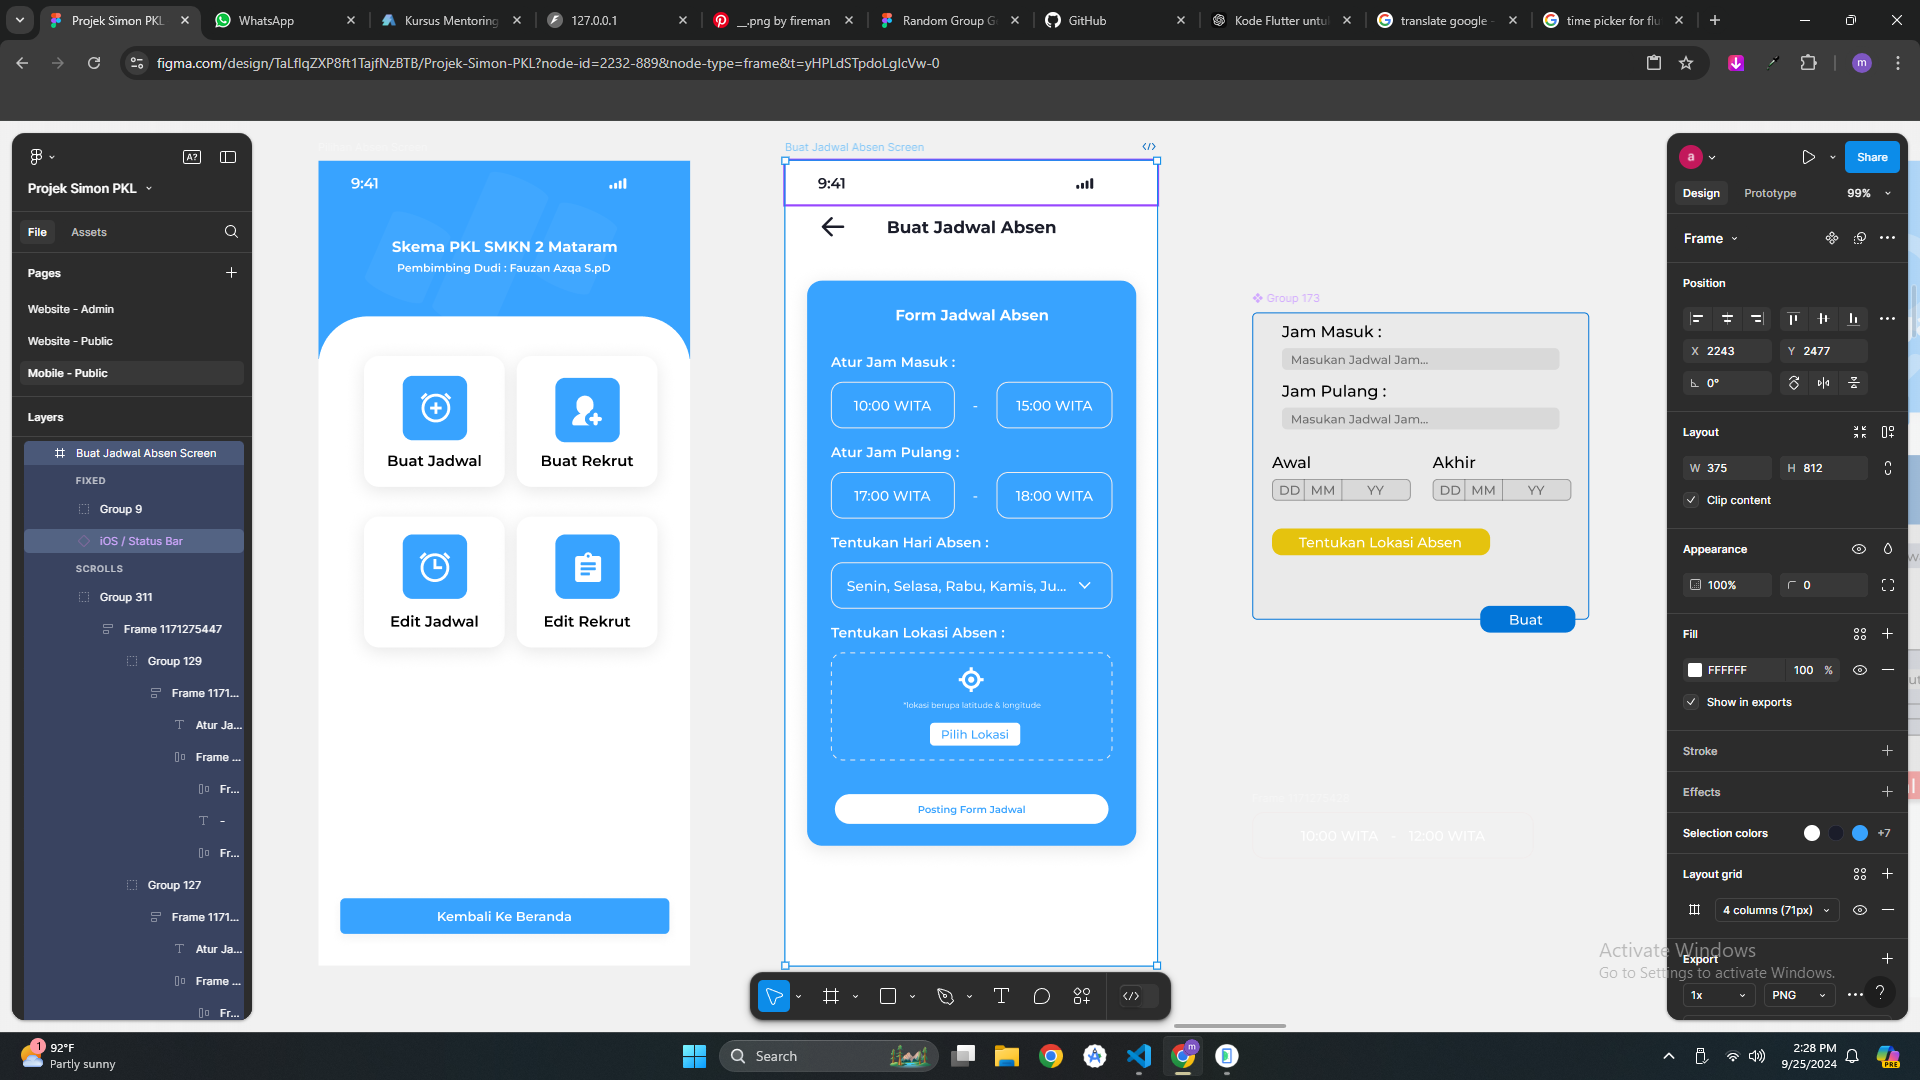 Projek Simon PKL
WhatsApp
Kursus Mentoring
127.0.0.1
__.png by fireman
Random Group G
GitHub
Kode Flutter untu
translate google -
time picker for flu
figma.com/design/TaLflqZXP8ft1TajfNzBTB/Projek-Simon-PKL?node-id=2232-889&node-type=frame&t=yHPLdSTpdoLgIcVw-0
m
A?
Projek Simon PKL
File
Assets
Pages
Website - Admin
Website - Public
Mobile - Public
Layers
Buat Jadwal Absen Screen
FIXED
Group 9
iOS / Status Bar
SCROLLS
Group 311
Frame 1171275447
Group 129
Frame 1171...
Atur Ja...
Frame ...
Fr...
-
Fr...
Group 127
Frame 1171...
Atur Ja...
Frame ...
Fr...
9:41
Skema PKL SMKN 2 Mataram
Pembimbing Dudi : Fauzan Azqa S.pD
Buat Jadwal
Buat Rekrut
Edit Jadwal
Edit Rekrut
Kembali Ke Beranda
Buat Jadwal Absen Screen
</>
9:41
Buat Jadwal Absen
Form Jadwal Absen
Atur Jam Masuk :
10:00 WITA - 15:00 WITA
Atur Jam Pulang :
17:00 WITA - 18:00 WITA
Tentukan Hari Absen :
Senin, Selasa, Rabu, Kamis, Ju...
Tentukan Lokasi Absen :
*lokasi berupa latitude & longitude
Pilih Lokasi
Posting Form Jadwal
Group 173
Jam Masuk :
Masukan Jadwal Jam...
Jam Pulang :
Masukan Jadwal Jam...
Awal
Akhir
DD MM YY
DD MM YY
Tentukan Lokasi Absen
Buat
10:00 WITA - 12:00 WITA
a
Share
Design
Prototype
99%
Frame
Position
X 2243
Y 2477
0°
Layout
W 375
H 812
Clip content
Appearance
100%
0
Fill
FFFFFF 100 %
Show in exports
Stroke
Effects
Selection colors
+7
Layout grid
4 columns (71px)
Export
1x
PNG
?
Activate Windows
Go to Settings to activate Windows.
1
92°F
Partly sunny
Search
m
2:28 PM
9/25/2024
PRE